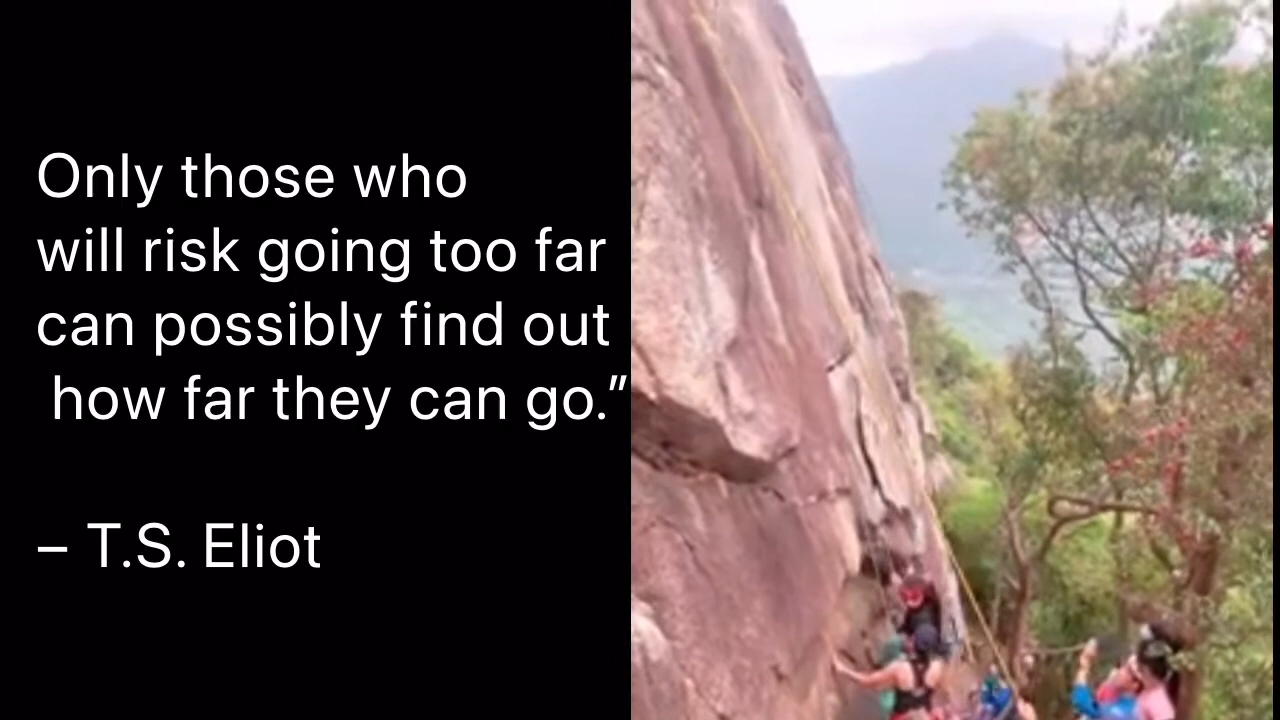 Only those who
will risk going too far
can possibly find out
how far they can go.”
– T.S. Eliot